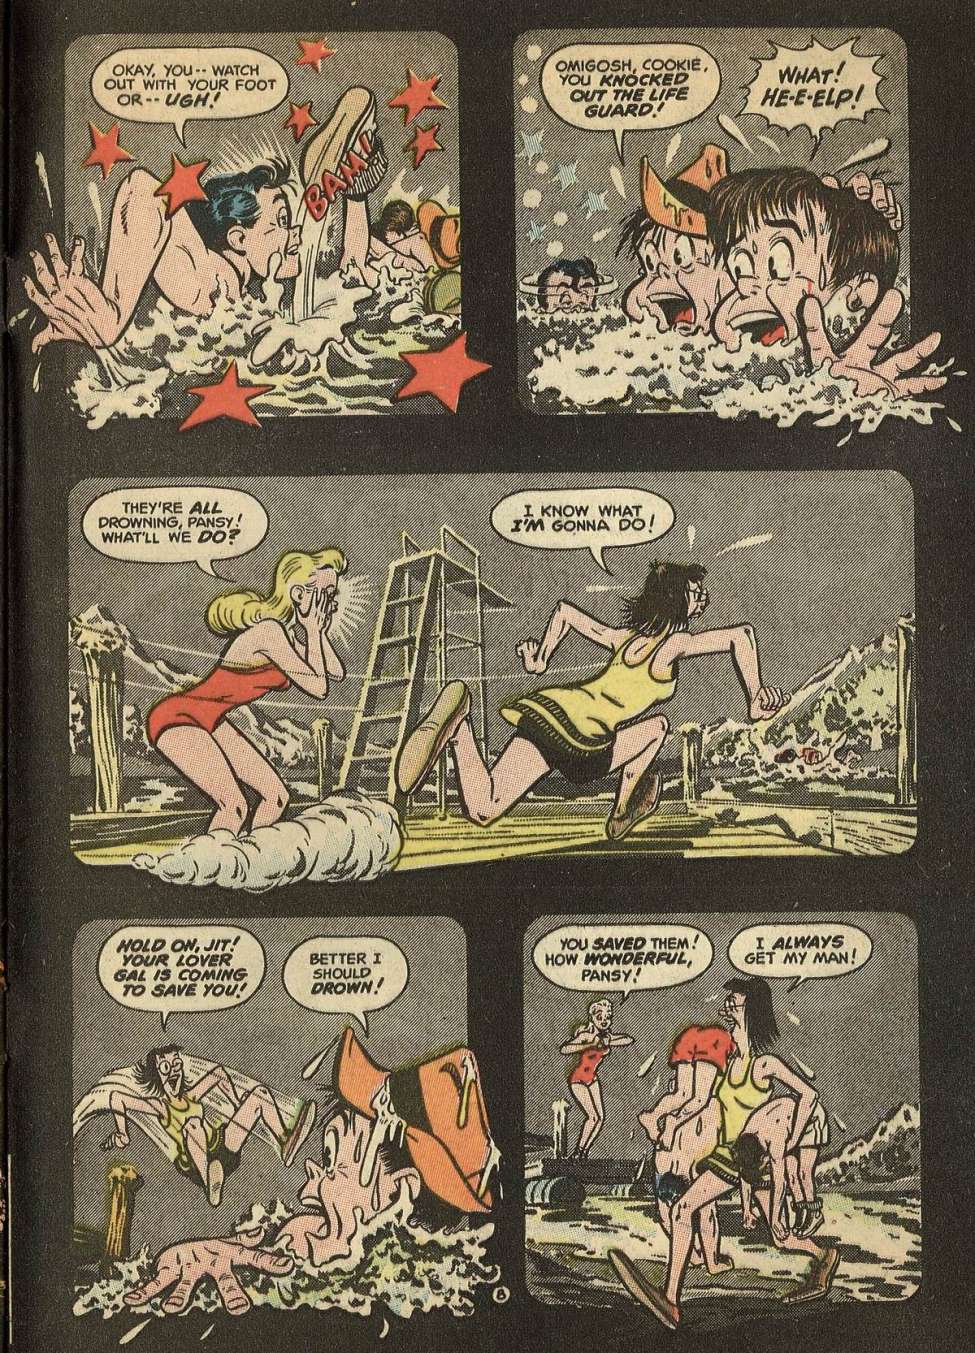 OKAY, YOU-- WATCH
OUT WITH YOUR FOOT
OR-- UGH!
BAM!
OMIGOSH, COOKIE,
YOU KNOCKED
OUT THE LIFE
GUARD!
WHAT!
HE-E-ELP!
THEY'RE ALL
DROWNING, PANSY!
WHAT'LL WE DO?
I KNOW WHAT
I'M GONNA DO!
HOLD ON, JIT!
YOUR LOVER
GAL IS COMING
TO SAVE YOU!
BETTER I
SHOULD
DROWN!
8
YOU SAVED THEM!
HOW WONDERFUL,
PANSY!
I ALWAYS
GET MY MAN!